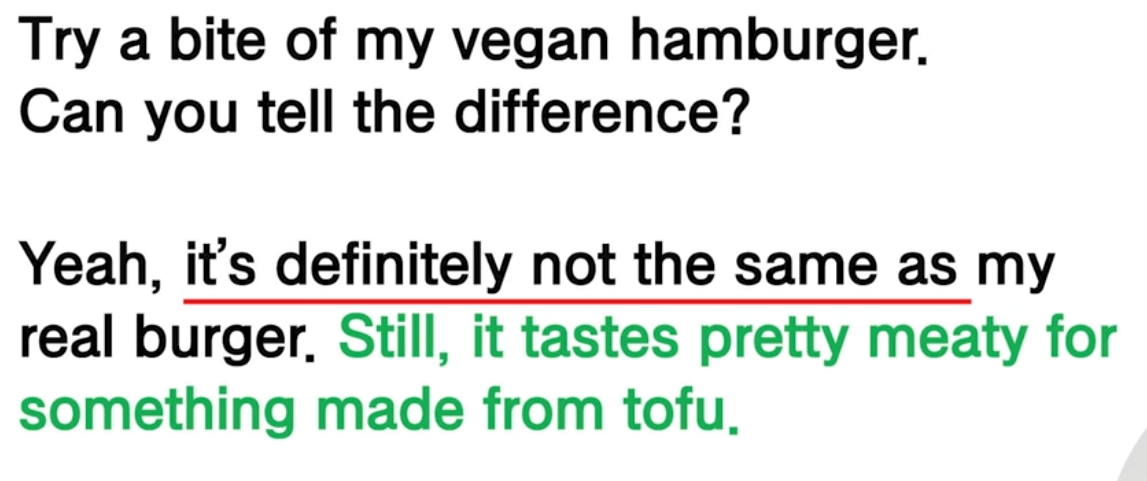 Try a bite of my vegan hamburger.
Can you tell the difference?
Yeah, it's definitely not the same as my
real burger. Still, it tastes pretty meaty for
something made from tofu.